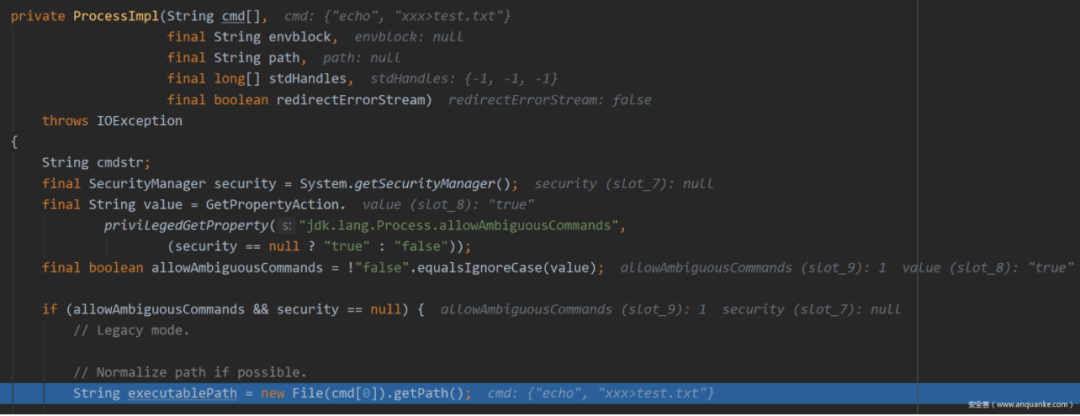 private ProcessImpl(String cmd[],  cmd: {"echo", "xxx>test.txt"}
final String envblock,  envblock: null
final String path,  path: null
final long[] stdHandles,  stdHandles: {-1, -1, -1}
final boolean redirectErrorStream)  redirectErrorStream: false
throws IOException
{
String cmdstr;
final SecurityManager security = System.getSecurityManager();  security (slot_7): null
final String value = GetPropertyAction.  value (slot_8): "true"
privilegedGetProperty( s: "jdk.lang.Process.allowAmbiguousCommands",
(security == null ? "true" : "false"));
final boolean allowAmbiguousCommands = !"false".equalsIgnoreCase(value);  allowAmbiguousCommands (slot_9): 1  value (slot_8): "true"
if (allowAmbiguousCommands && security == null) {  allowAmbiguousCommands (slot_9): 1  security (slot_7): null
// Legacy mode.
// Normalize path if possible.
String executablePath = new File(cmd[0]).getPath();  cmd: {"echo", "xxx>test.txt"}
安全客（www.anquanke.com）